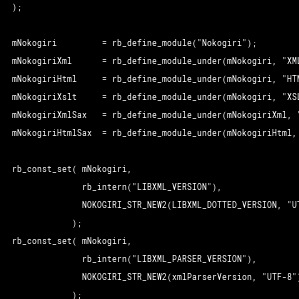 );
mNokogiri = rb_define_module("Nokogiri");
mNokogiriXml = rb_define_module_under(mNokogiri, "XML
mNokogiriHtml = rb_define_module_under(mNokogiri, "HTM
mNokogiriXslt = rb_define_module_under(mNokogiri, "XSL
mNokogiriXmlSax = rb_define_module_under(mNokogiriXml, "
mNokogiriHtmlSax = rb_define_module_under(mNokogiriHtml,
rb_const_set( mNokogiri,
rb_intern("LIBXML_VERSION"),
NOKOGIRI_STR_NEW2(LIBXML_DOTTED_VERSION, "UT
);
rb_const_set( mNokogiri,
rb_intern("LIBXML_PARSER_VERSION"),
NOKOGIRI_STR_NEW2(xmlParserVersion, "UTF-8"
);